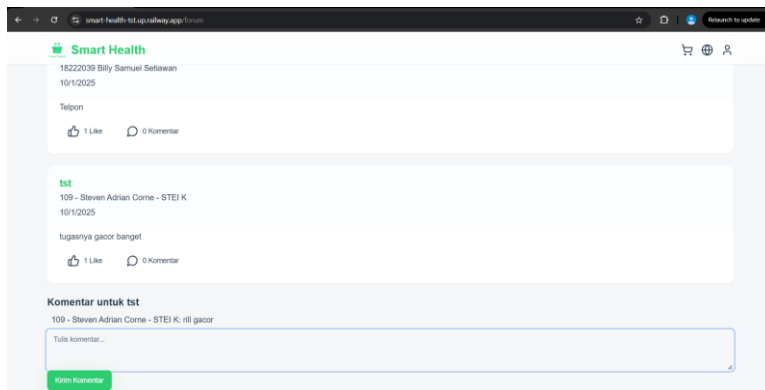 smart-health-tst.up.railway.app/forum
Relaunch to update
Smart Health
18222039 Billy Samuel Setiawan
10/1/2025
Telpon
1 Like 0 Komentar
tst
109 - Steven Adrian Corne - STEI K
10/1/2025
tugasnya gacor banget
1 Like 0 Komentar
Komentar untuk tst
109 - Steven Adrian Corne - STEI K: rill gacor
Tulis komentar...
Kirim Komentar